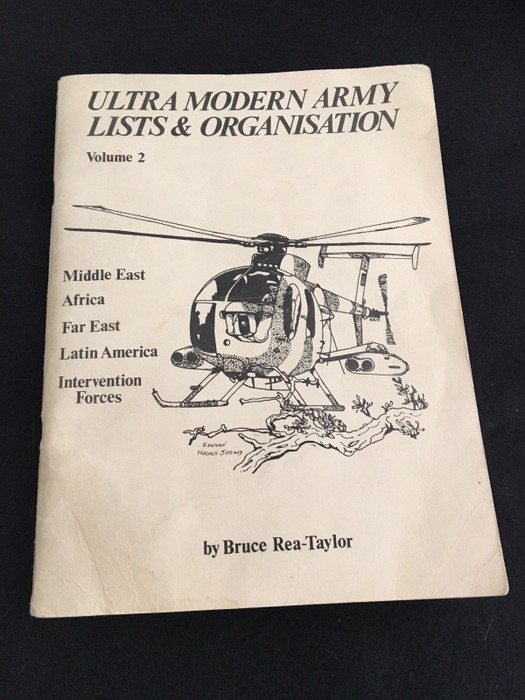 ULTRA MODERN ARMY
LISTS & ORGANISATION
Volume 2
Middle East
Africa
Far East
Latin America
Intervention
Forces
KENYAN
HUGHES 500MD
by Bruce Rea-Taylor